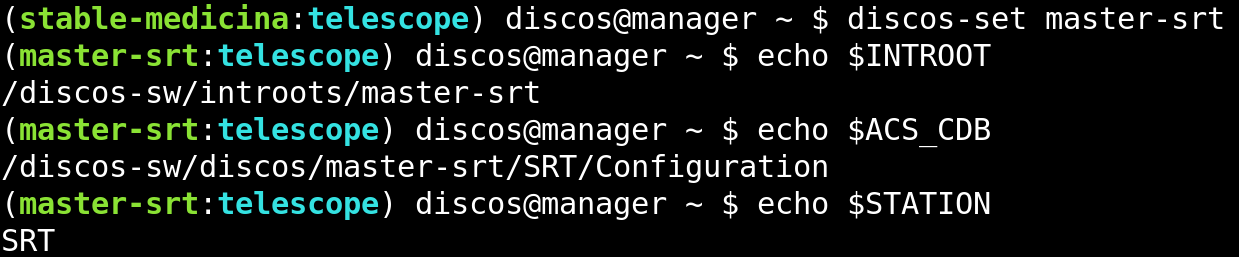 (stable-medicina:telescope) discos@manager ~ $ discos-set master-srt
(master-srt:telescope) discos@manager ~ $ echo $INTROOT
/discos-sw/introots/master-srt
(master-srt:telescope) discos@manager ~ $ echo $ACS_CDB
/discos-sw/discos/master-srt/SRT/Configuration
(master-srt:telescope) discos@manager ~ $ echo $STATION
SRT